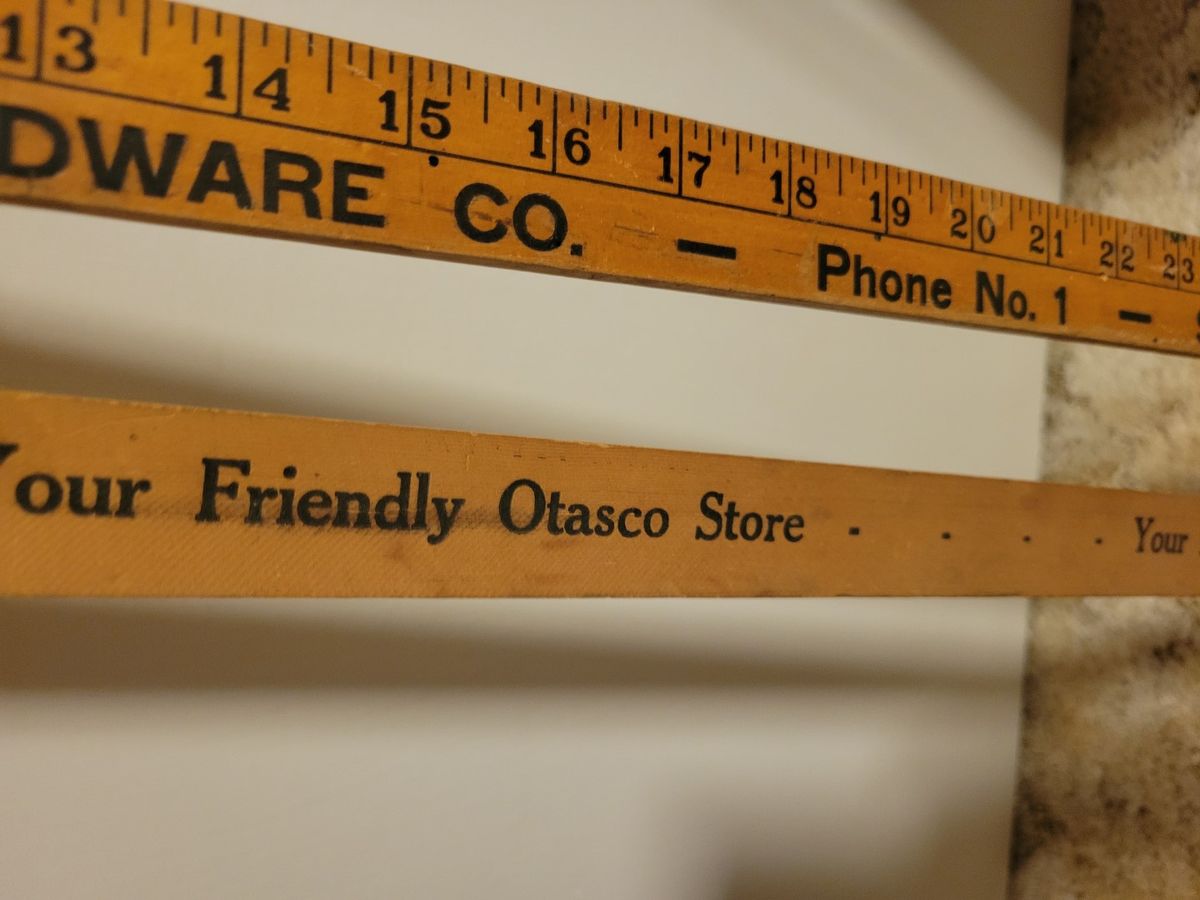 13 14 15 16 17 18 19 20 21 22 23
DWARE CO. — Phone No. 1 —
Your Friendly Otasco Store - - - - Your